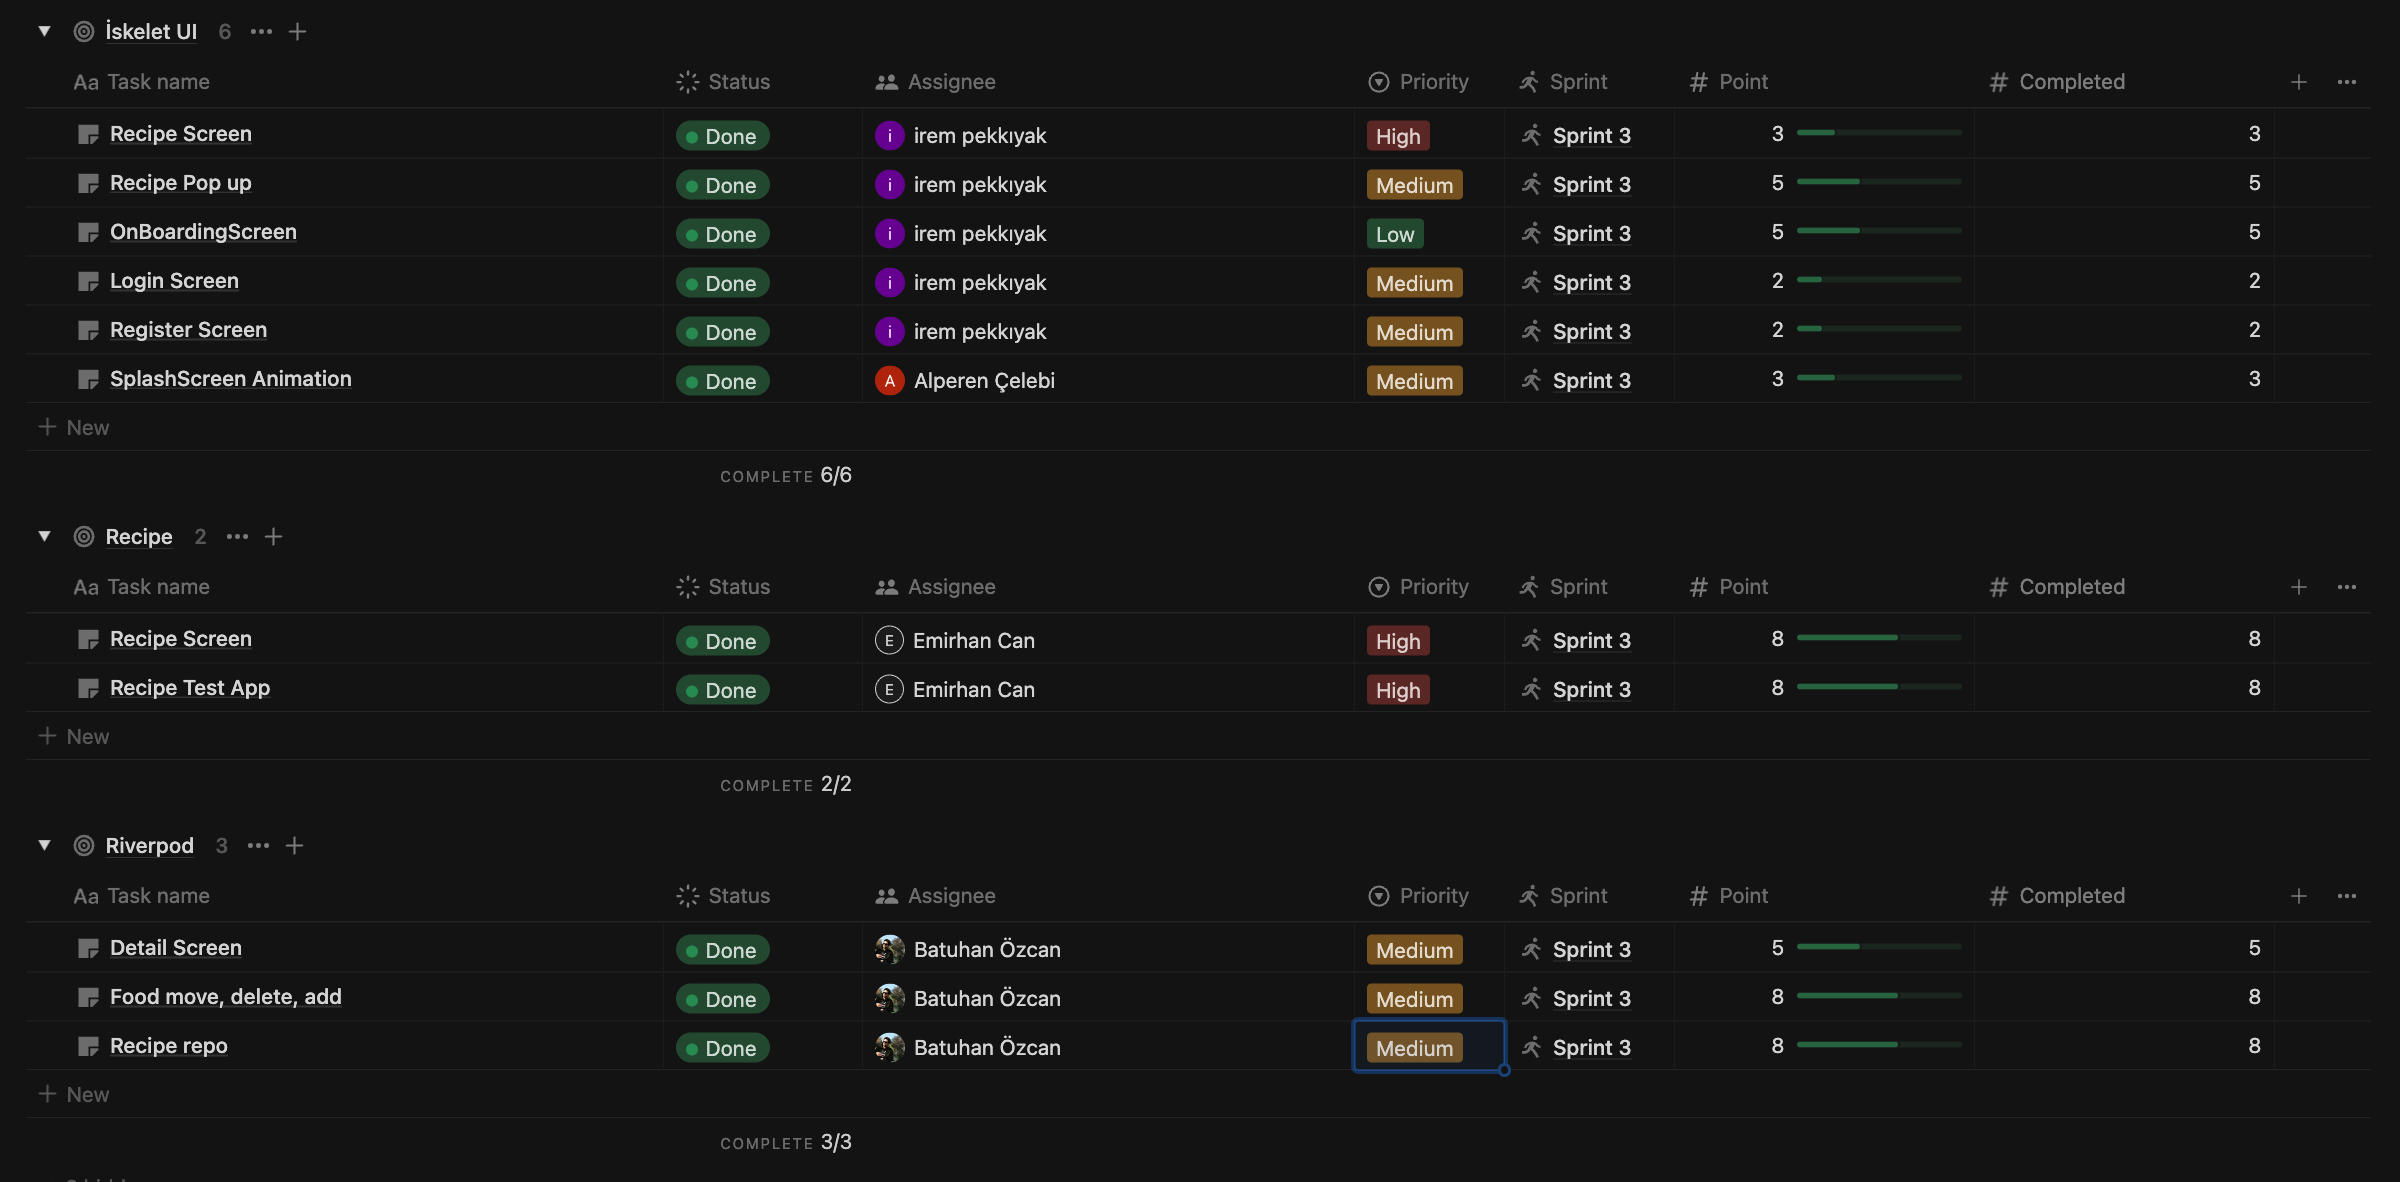 İskelet UI 6
Aa Task name Status Assignee Priority Sprint # Point # Completed
Recipe Screen Done i irem pekkıyak High Sprint 3 3 3
Recipe Pop up Done i irem pekkıyak Medium Sprint 3 5 5
OnBoardingScreen Done i irem pekkıyak Low Sprint 3 5 5
Login Screen Done i irem pekkıyak Medium Sprint 3 2 2
Register Screen Done i irem pekkıyak Medium Sprint 3 2 2
SplashScreen Animation Done A Alperen Çelebi Medium Sprint 3 3 3
+ New
COMPLETE 6/6
Recipe 2
Aa Task name Status Assignee Priority Sprint # Point # Completed
Recipe Screen Done E Emirhan Can High Sprint 3 8 8
Recipe Test App Done E Emirhan Can High Sprint 3 8 8
+ New
COMPLETE 2/2
Riverpod 3
Aa Task name Status Assignee Priority Sprint # Point # Completed
Detail Screen Done Batuhan Özcan Medium Sprint 3 5 5
Food move, delete, add Done Batuhan Özcan Medium Sprint 3 8 8
Recipe repo Done Batuhan Özcan Medium Sprint 3 8 8
+ New
COMPLETE 3/3